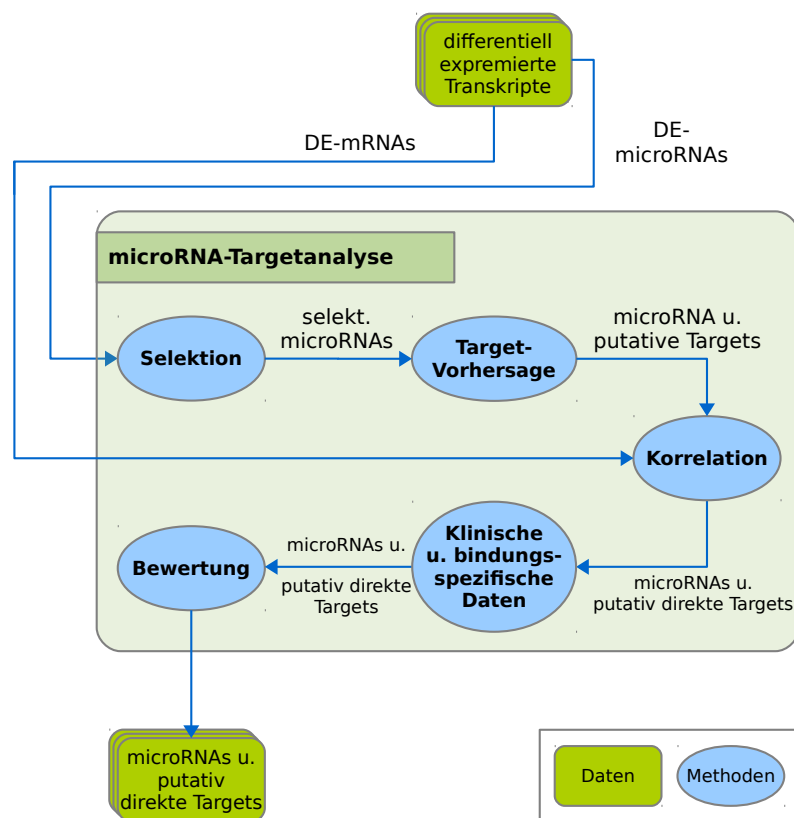 differentiell
expremierte
Transkripte
DE-mRNAs
DE-
microRNAs
microRNA-Targetanalyse
Selektion
selekt.
microRNAs
Target-
Vorhersage
microRNA u.
putative Targets
Korrelation
microRNAs u.
putativ direkte Targets
Klinische
u. bindungs-
spezifische
Daten
microRNAs u.
putativ direkte
Targets
Bewertung
microRNAs u.
putativ
direkte Targets
Daten
Methoden